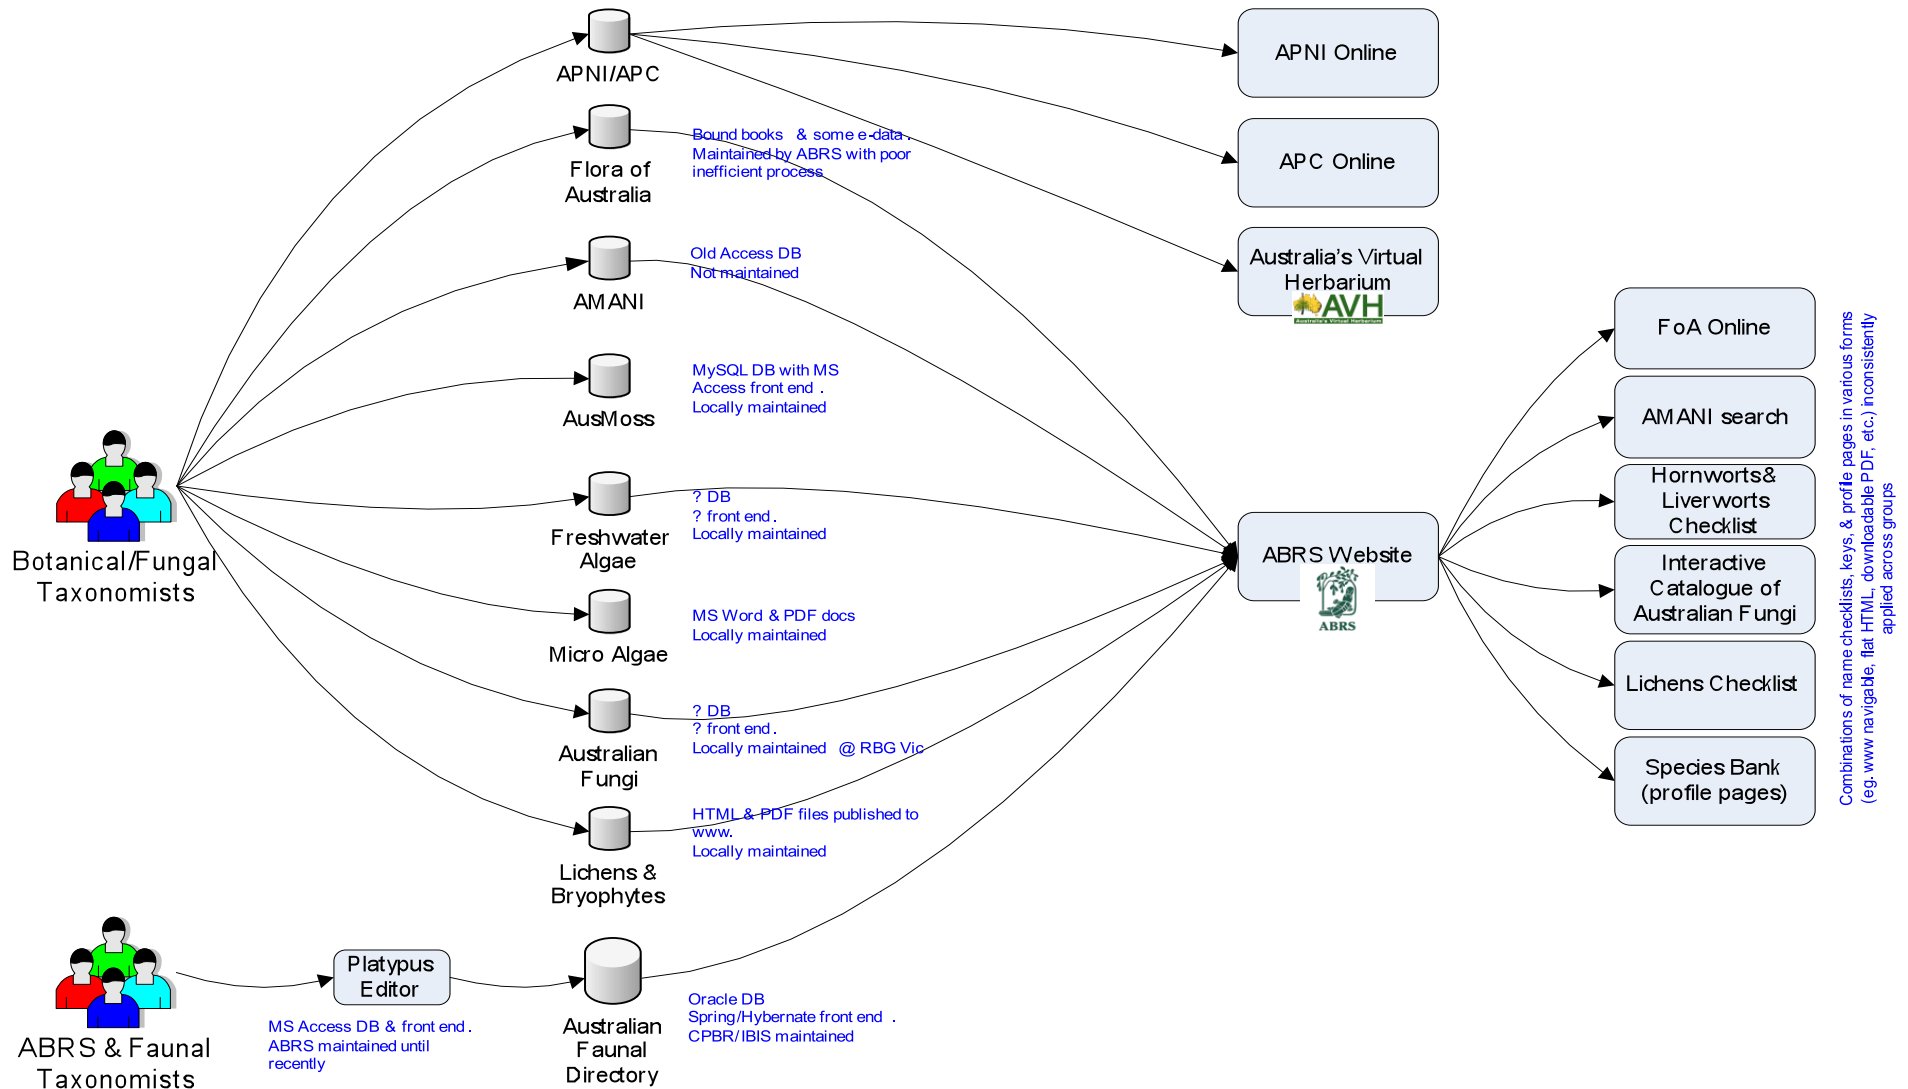 APNI/APC
Flora of
Australia
Bound books & some e-data.
Maintained by ABRS with poor
inefficient process
AMANI
Old Access DB
Not maintained
AusMoss
MySQL DB with MS
Access front end.
Locally maintained
Freshwater
Algae
? DB
? front end.
Locally maintained
Micro Algae
MS Word & PDF docs
Locally maintained
Australian
Fungi
? DB
? front end.
Locally maintained @ RBG Vic
Lichens &
Bryophytes
HTML & PDF files published to
www.
Locally maintained
Botanical/Fungal
Taxonomists
ABRS & Faunal
Taxonomists
Platypus
Editor
MS Access DB & front end.
ABRS maintained until
recently
Australian
Faunal
Directory
Oracle DB
Spring/Hybernate front end.
CPBR/IBIS maintained
APNI Online
APC Online
Australia's Virtual
Herbarium
AVH
Australia's Virtual Herbarium
ABRS Website
ABRS
FoA Online
AMANI search
Hornworts&
Liverworts
Checklist
Interactive
Catalogue of
Australian Fungi
Lichens Checklist
Species Bank
(profile pages)
Combinations of name checklists, keys, & profile pages in various forms
(eg. www navigable, flat HTML, downloadable PDF, etc.) inconsistently
applied across groups